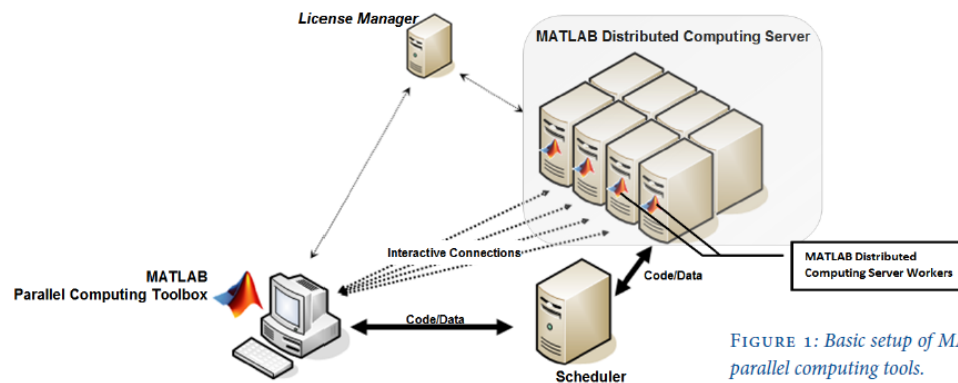 License Manager
MATLAB Distributed Computing Server
Interactive Connections
MATLAB
Parallel Computing Toolbox
Code/Data
MATLAB Distributed
Computing Server Workers
Code/Data
Scheduler
FIGURE 1: Basic setup of
parallel computing tools.